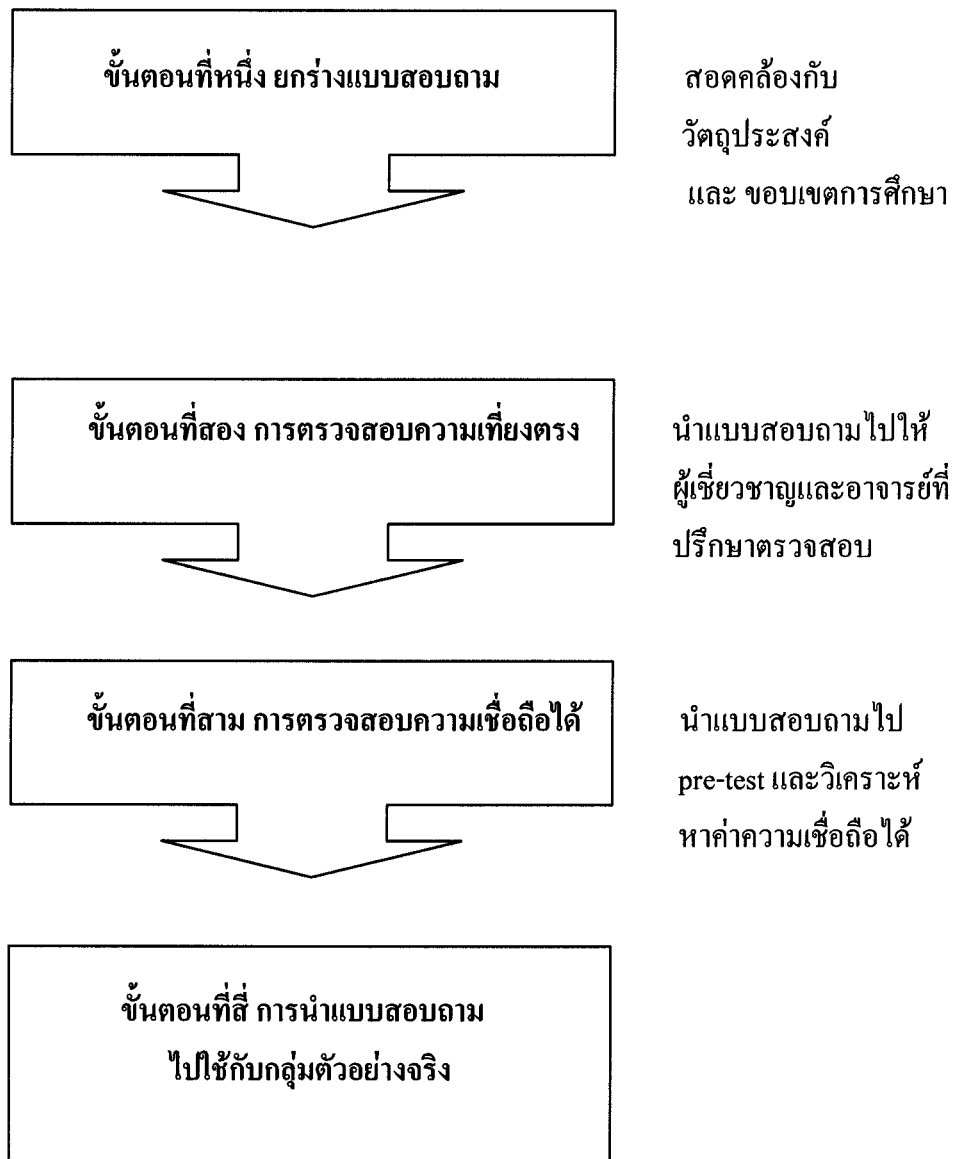 ขั้นตอนที่หนึ่ง ยกร่างแบบสอบถาม
สอดคล้องกับ
วัตถุประสงค์
และ ขอบเขตการศึกษา
ขั้นตอนที่สอง การตรวจสอบความเที่ยงตรง
นำแบบสอบถามไปให้
ผู้เชี่ยวชาญและอาจารย์ที่
ปรึกษาตรวจสอบ
ขั้นตอนที่สาม การตรวจสอบความเชื่อถือได้
นำแบบสอบถามไป
pre-test และวิเคราะห์
หาค่าความเชื่อถือได้
ขั้นตอนที่สี่ การนำแบบสอบถาม
ไปใช้กับกลุ่มตัวอย่างจริง